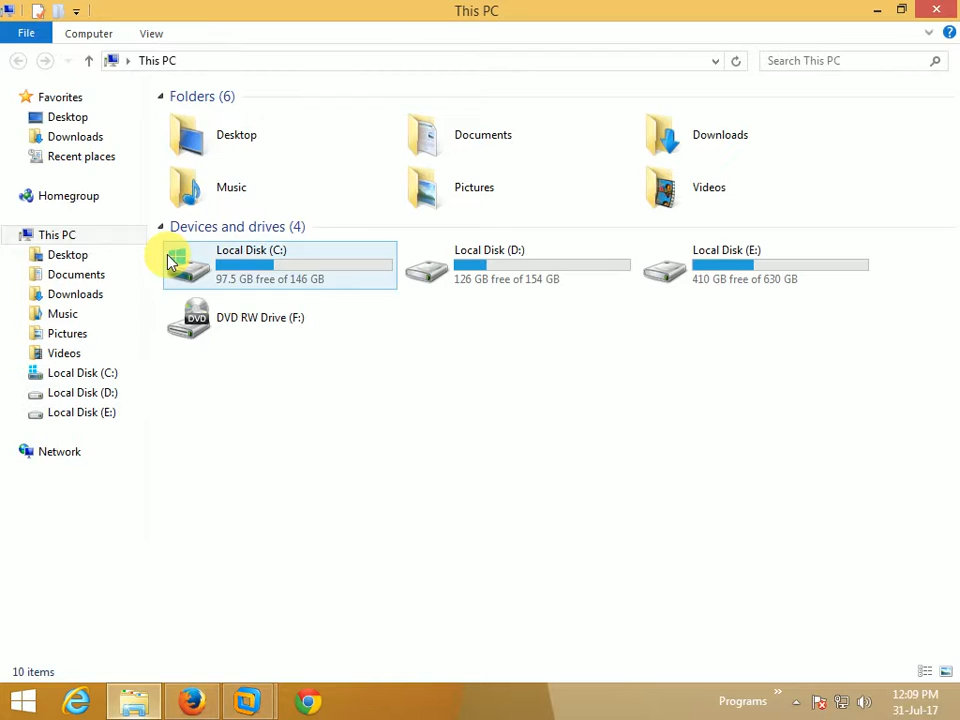 This PC
File
Computer
View
This PC
Search This PC
Favorites
Desktop
Downloads
Recent places
Homegroup
This PC
Desktop
Documents
Downloads
Music
Pictures
Videos
Local Disk (C:)
Local Disk (D:)
Local Disk (E:)
Network
Folders (6)
Desktop
Documents
Downloads
Music
Pictures
Videos
Devices and drives (4)
Local Disk (C:)
97.5 GB free of 146 GB
Local Disk (D:)
126 GB free of 154 GB
Local Disk (E:)
410 GB free of 630 GB
DVD
DVD RW Drive (F:)
10 items
Programs
12:09 PM
31-Jul-17